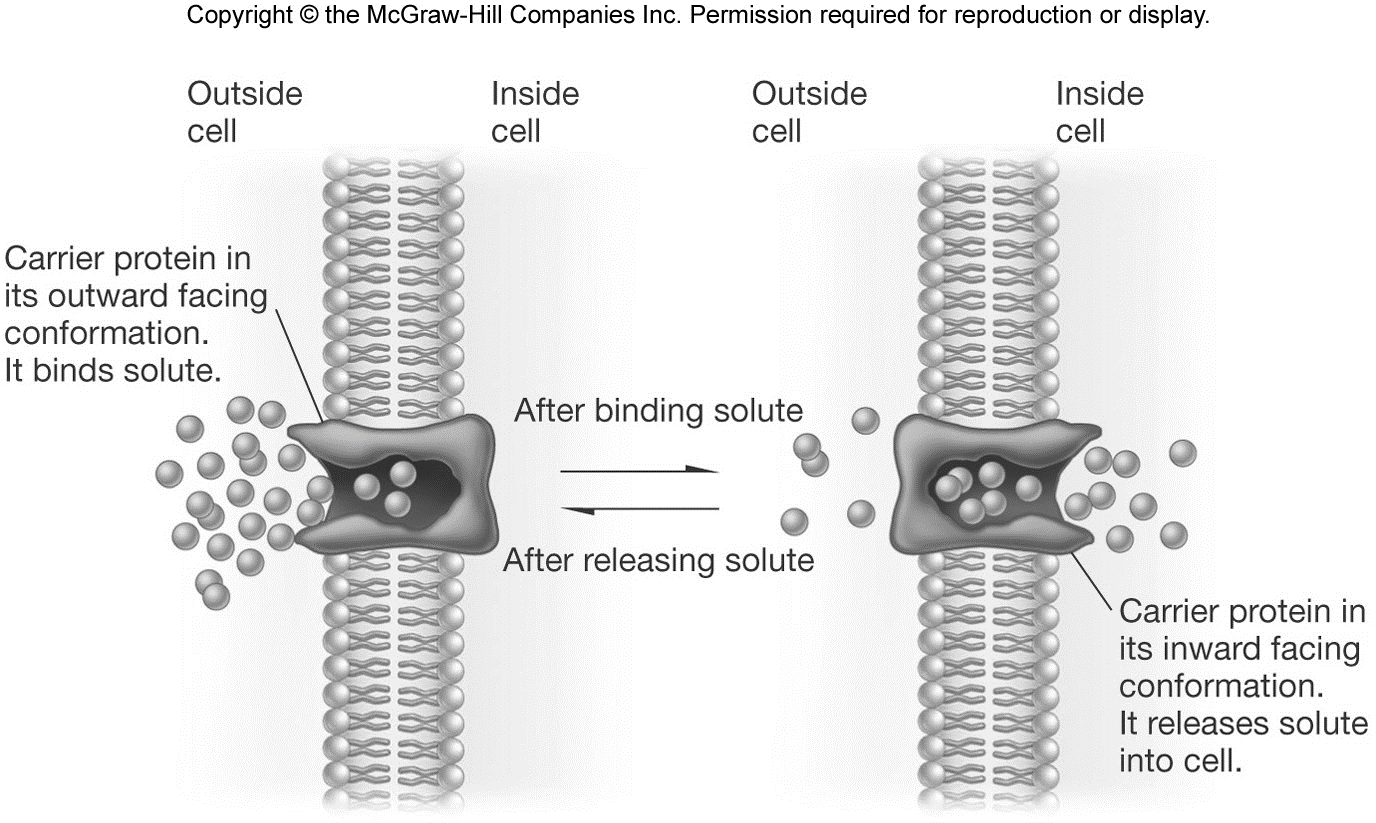 Copyright © the McGraw-Hill Companies Inc. Permission required for reproduction or display.
Outside
cell
Inside
cell
Outside
cell
Inside
cell
Carrier protein in
its outward facing
conformation.
It binds solute.
After binding solute
After releasing solute
Carrier protein in
its inward facing
conformation.
It releases solute
into cell.